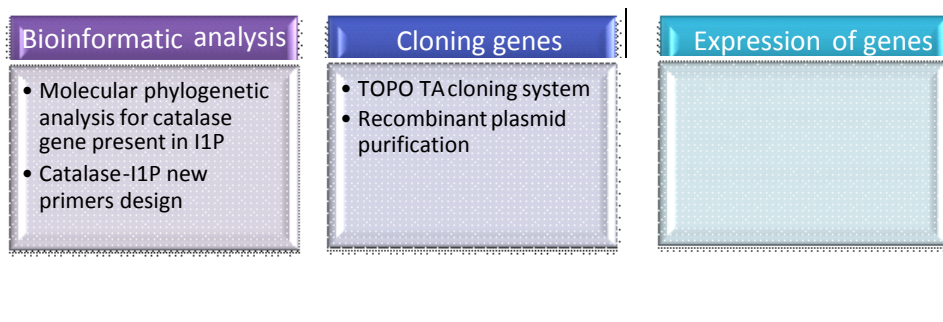 Bioinformatic analysis
• Molecular phylogenetic
analysis for catalase
gene present in I1P
• Catalase-I1P new
primers design
Cloning genes
• TOPO TA cloning system
• Recombinant plasmid
purification
Expression of genes